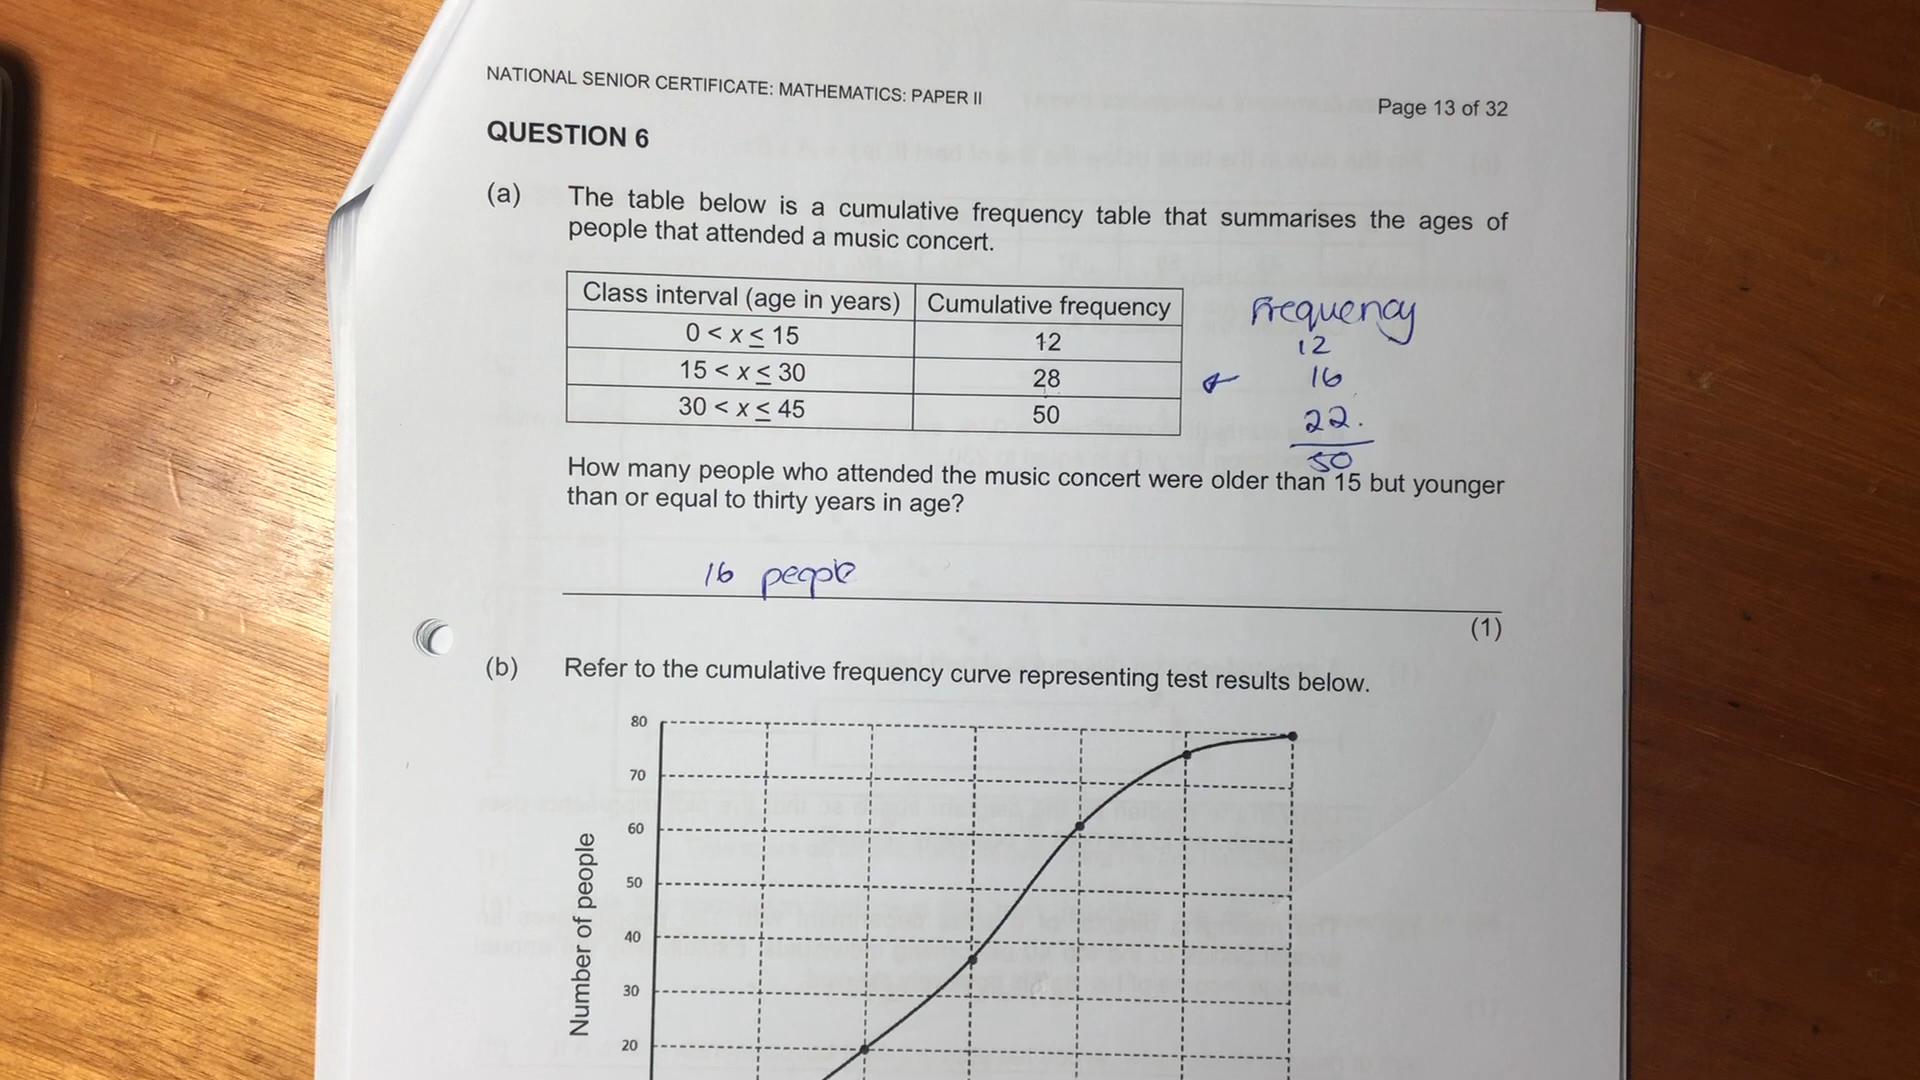 NATIONAL SENIOR CERTIFICATE: MATHEMATICS: PAPER II
Page 13 of 32
QUESTION 6
(a) The table below is a cumulative frequency table that summarises the ages of
people that attended a music concert.
Class interval (age in years) Cumulative frequency
0 < x ≤ 15 12
15 < x ≤ 30 28
30 < x ≤ 45 50
Frequency
12
16
22.
50
How many people who attended the music concert were older than 15 but younger
than or equal to thirty years in age?
16 people
(1)
(b) Refer to the cumulative frequency curve representing test results below.
80
70
60
50
40
30
20
Number of people